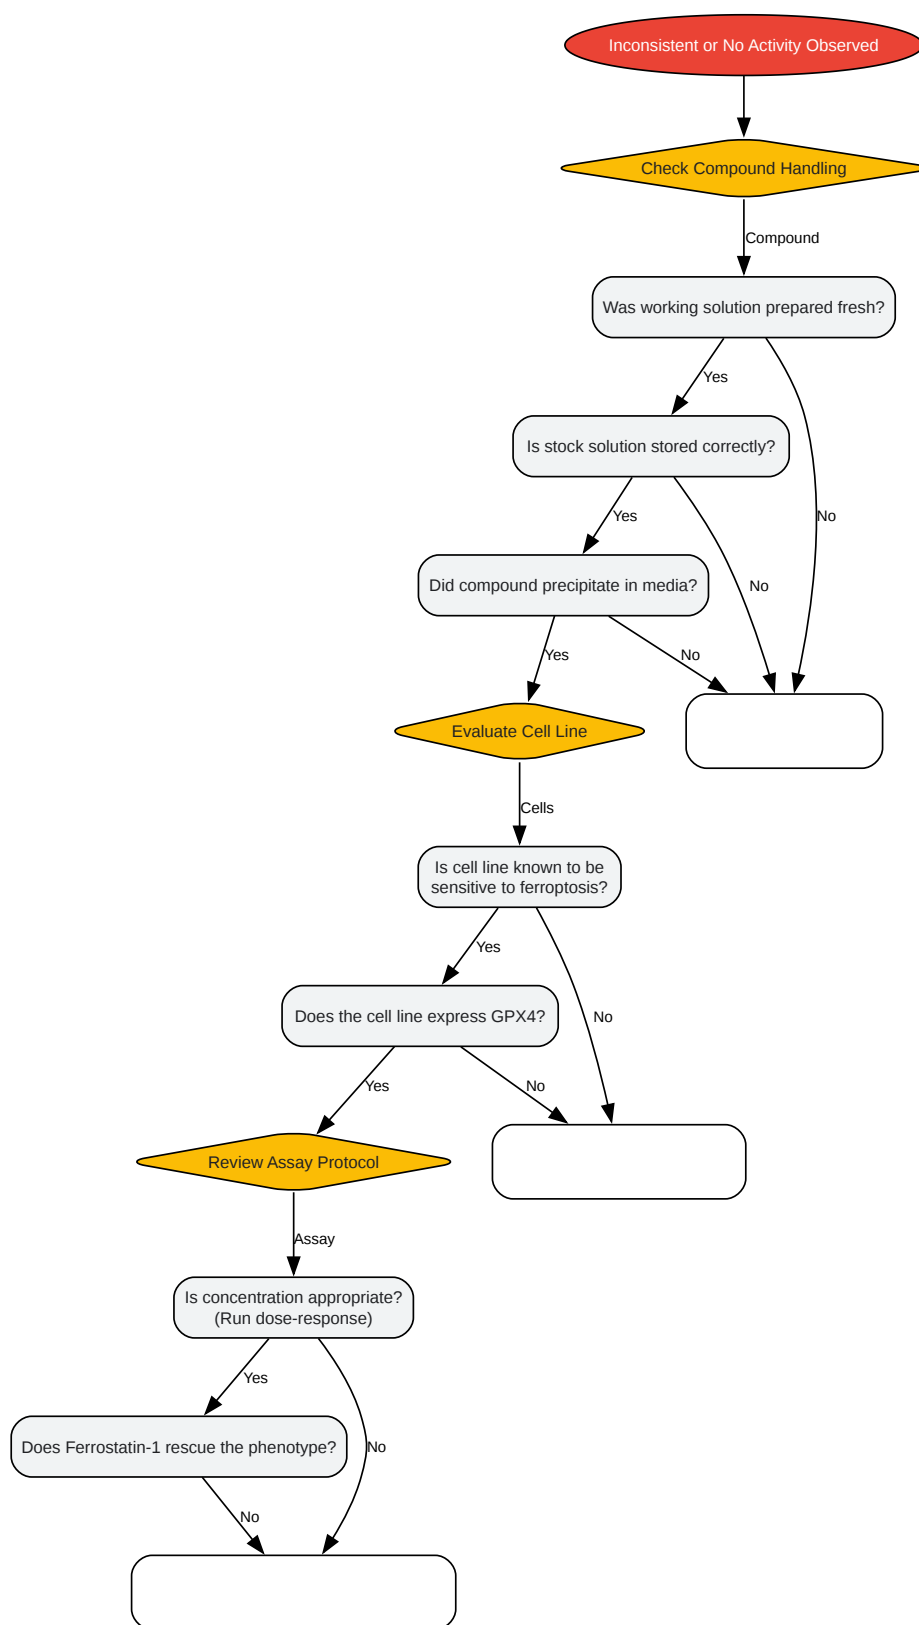 Inconsistent or No Activity Observed
Check Compound Handling
Compound
Was working solution prepared fresh?
Yes
Is stock solution stored correctly?
Yes
No
Did compound precipitate in media?
No
Yes
No
Evaluate Cell Line
Cells
Is cell line known to be
sensitive to ferroptosis?
Yes
Does the cell line express GPX4?
No
Yes
No
Review Assay Protocol
Assay
Is concentration appropriate?
(Run dose-response)
Yes
Does Ferrostatin-1 rescue the phenotype?
No
No